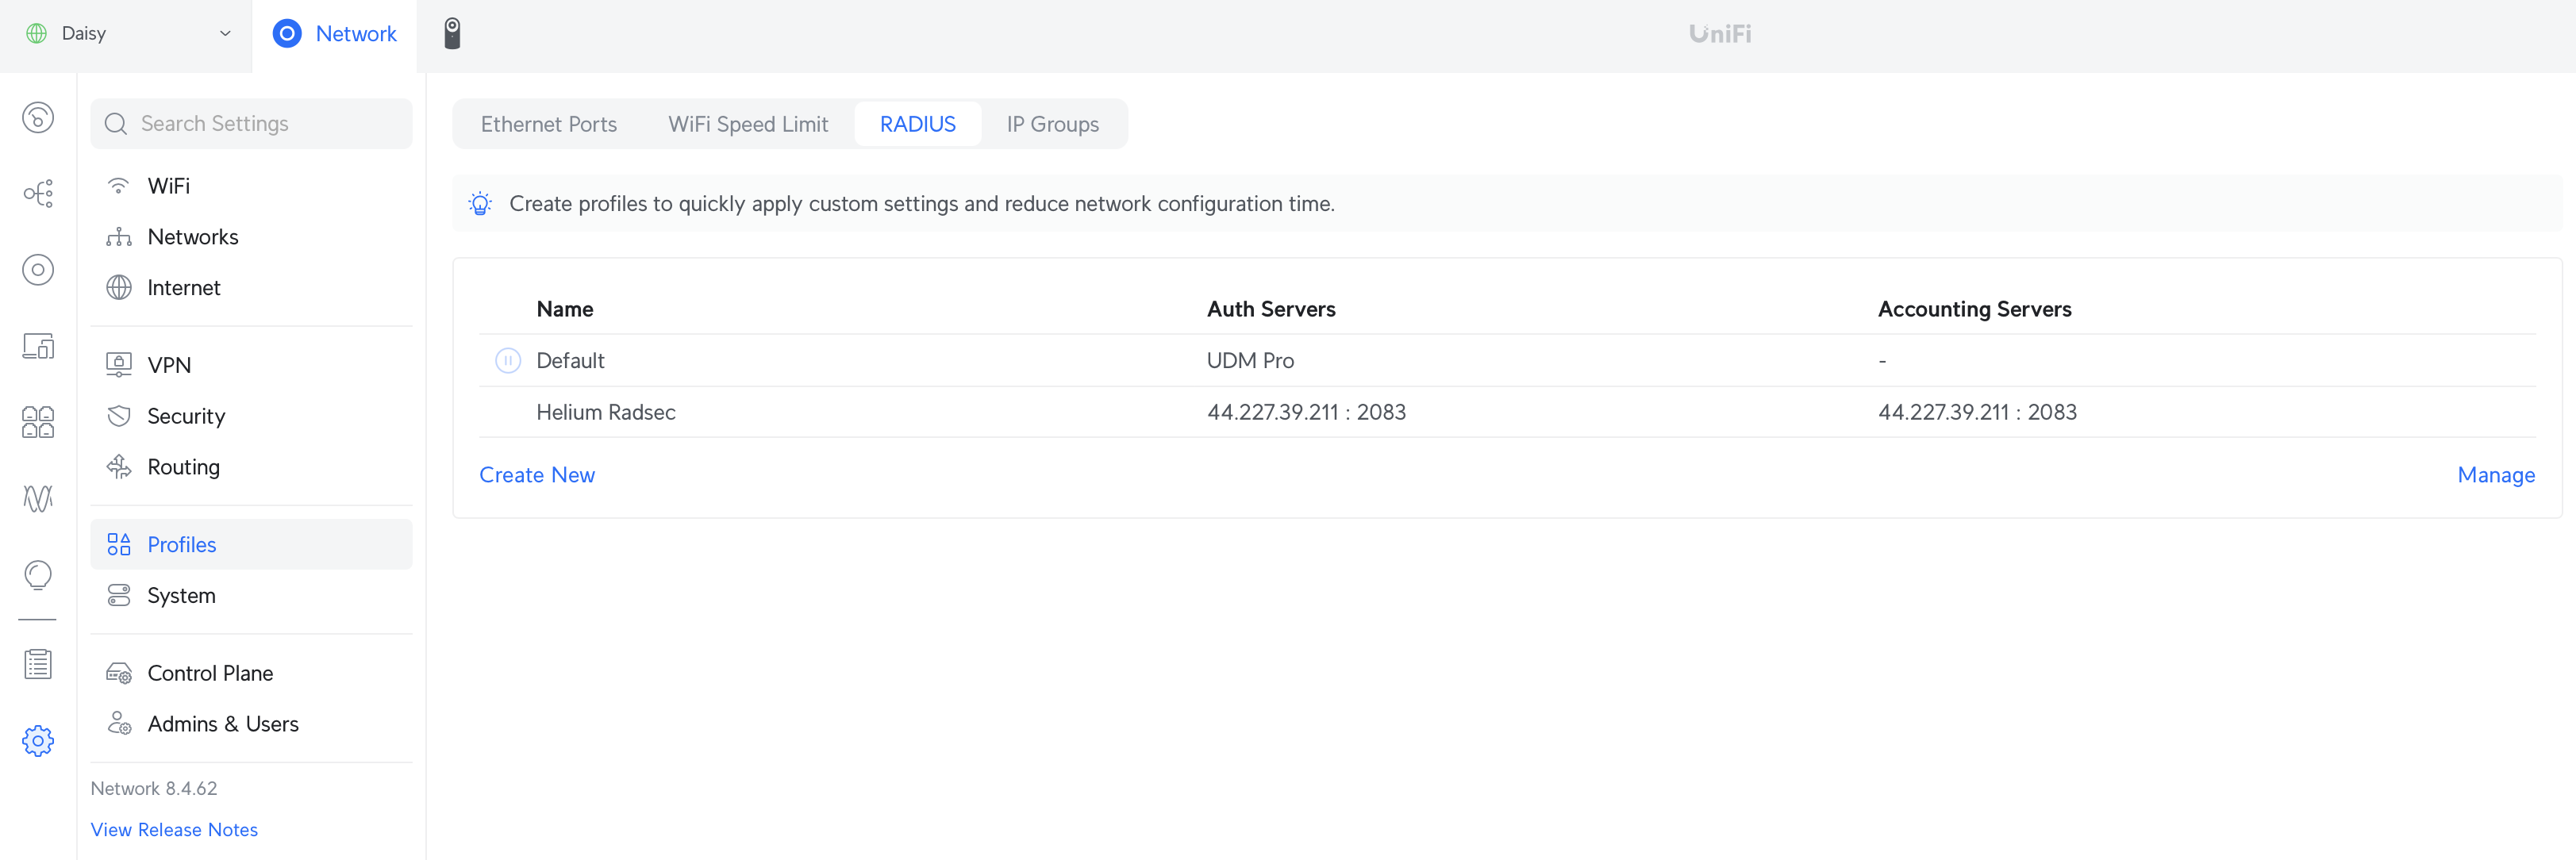 Daisy
Network
UniFi
Search Settings
WiFi
Networks
Internet
VPN
Security
Routing
Profiles
System
Control Plane
Admins & Users
Network 8.4.62
View Release Notes
Ethernet Ports WiFi Speed Limit RADIUS IP Groups
Create profiles to quickly apply custom settings and reduce network configuration time.
Name Auth Servers Accounting Servers
Default UDM Pro -
Helium Radsec 44.227.39.211 : 2083 44.227.39.211 : 2083
Create New Manage